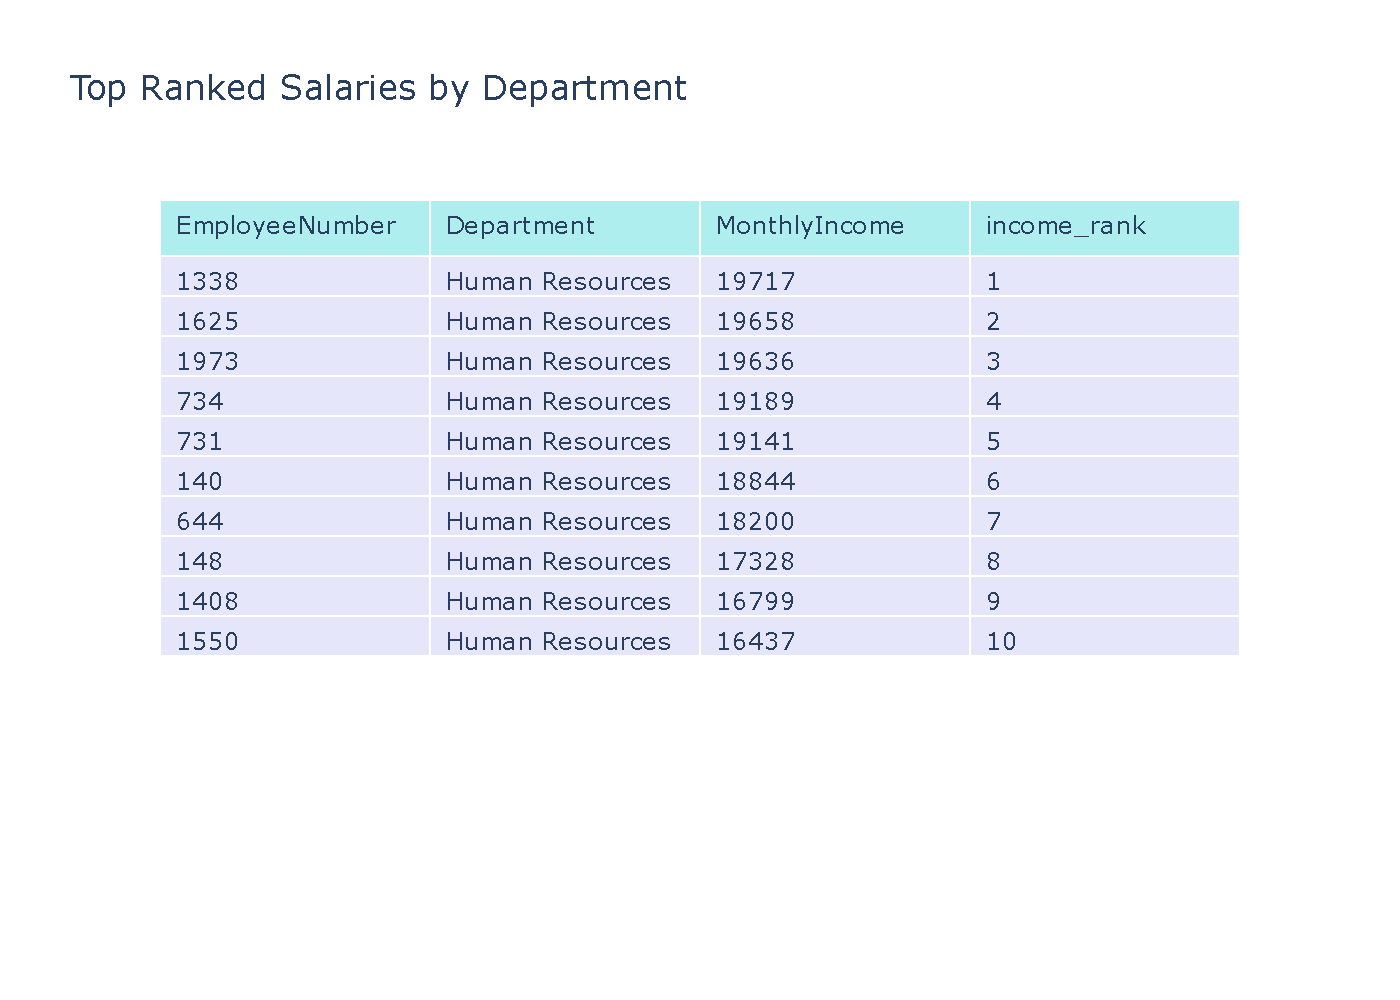 Top Ranked Salaries by Department
EmployeeNumber Department MonthlyIncome income_rank
1338 Human Resources 19717 1
1625 Human Resources 19658 2
1973 Human Resources 19636 3
734 Human Resources 19189 4
731 Human Resources 19141 5
140 Human Resources 18844 6
644 Human Resources 18200 7
148 Human Resources 17328 8
1408 Human Resources 16799 9
1550 Human Resources 16437 10